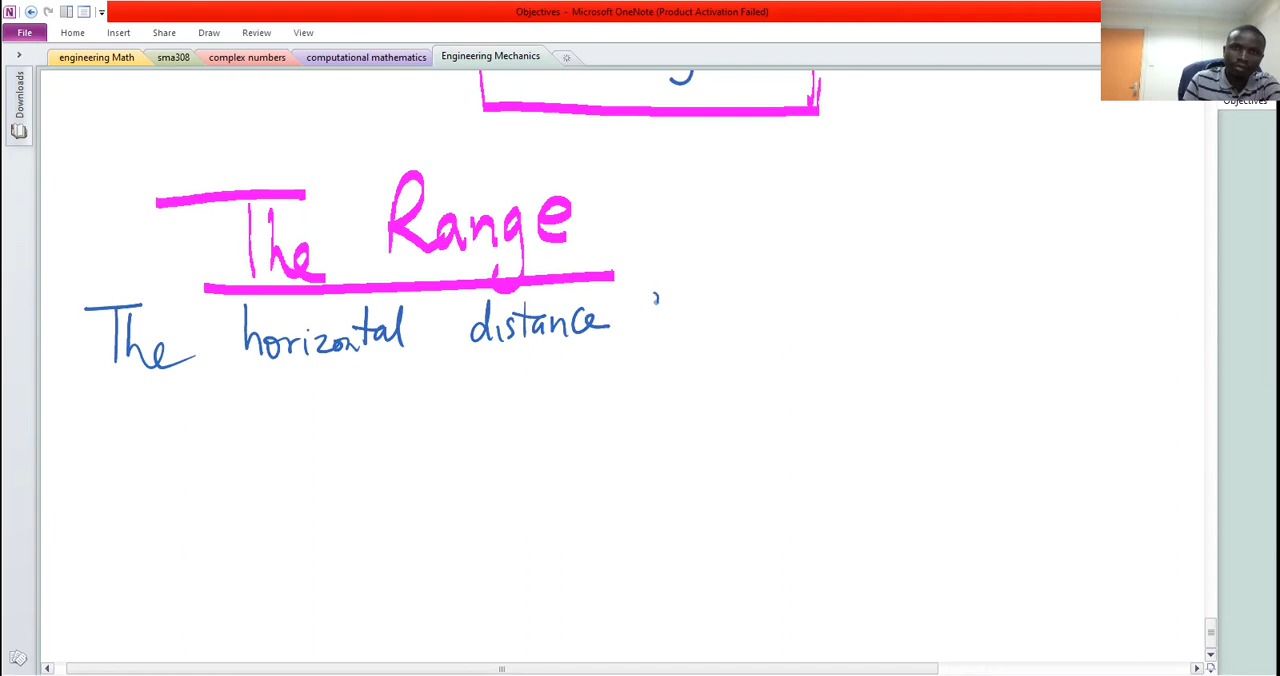 Objectives - Microsoft OneNote (Product Activation Failed)
File Home Insert Share Draw Review View
engineering Math sma308 complex numbers computational mathematics Engineering Mechanics
Objectives
Downloads
The Range
The horizontal distance